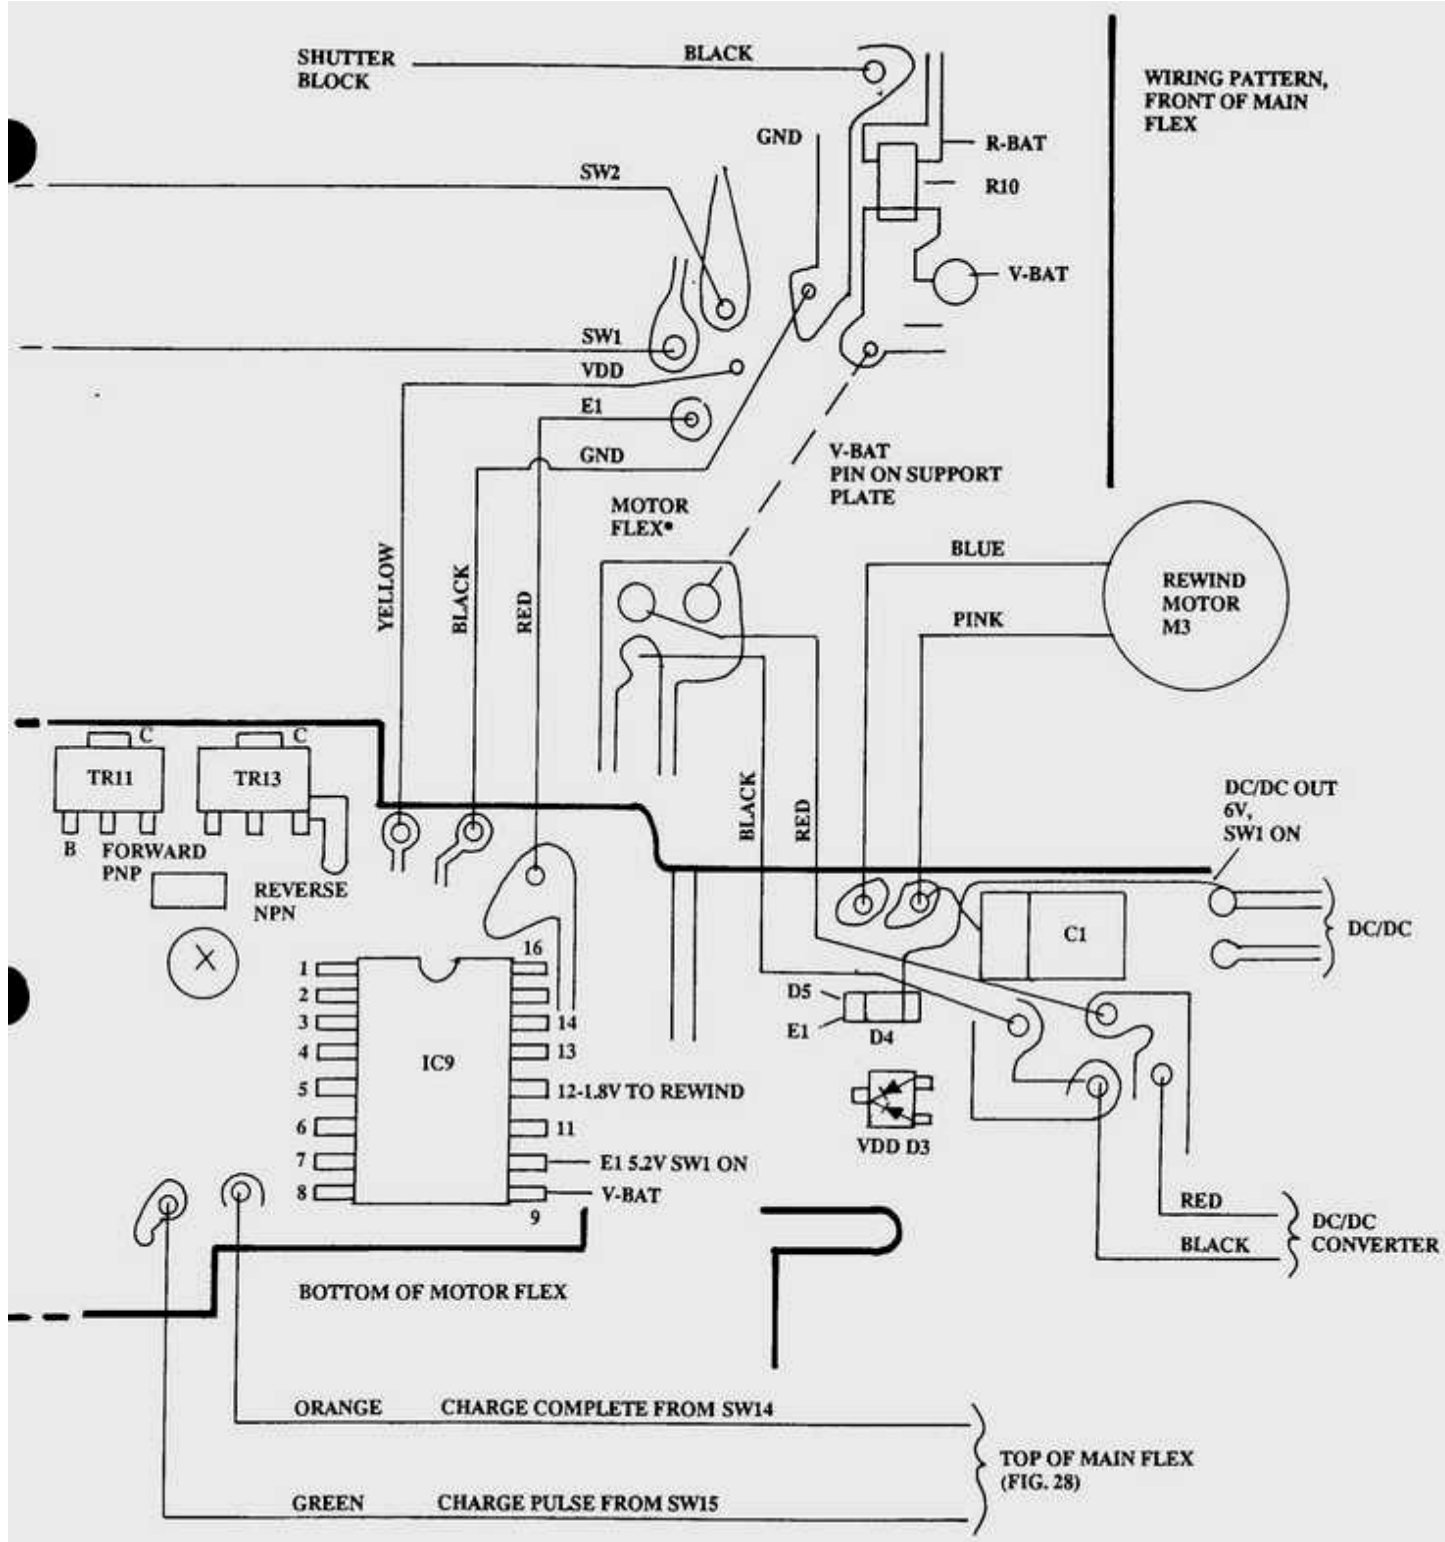 SHUTTER
BLOCK
BLACK
WIRING PATTERN,
FRONT OF MAIN
FLEX
GND
R-BAT
SW2
R10
V-BAT
SW1
VDD
E1
GND
V-BAT
PIN ON SUPPORT
PLATE
MOTOR
FLEX*
BLUE
REWIND
MOTOR
M3
PINK
YELLOW
BLACK
RED
C
C
TR11
TR13
BLACK
RED
DC/DC OUT
6V,
SW1 ON
B
FORWARD
PNP
REVERSE
NPN
C1
DC/DC
16
1
2
3
4
5
6
7
8
IC9
14
13
12-1.8V TO REWIND
11
E1 5.2V SW1 ON
V-BAT
9
D5
E1
D4
VDD D3
RED
BLACK
DC/DC
CONVERTER
BOTTOM OF MOTOR FLEX
ORANGE
CHARGE COMPLETE FROM SW14
TOP OF MAIN FLEX
(FIG. 28)
GREEN
CHARGE PULSE FROM SW15